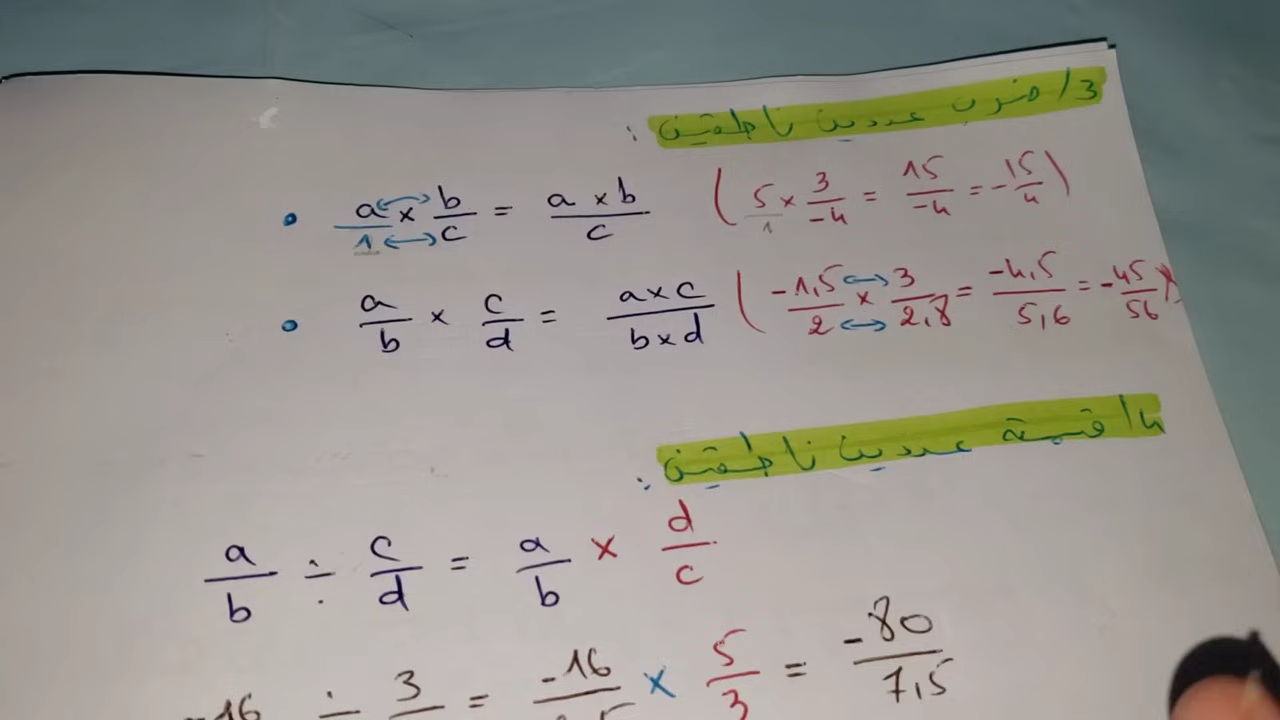 3/ ضرب عددين ناطقين :
• a/1 × b/c = a × b/c (5/1 × 3/-4 = 15/-4 = -15/4)
• a/b × c/d = a×c/b×d (-1,5/2 × 3/2,8 = -4,5/5,6 = -45/56)
4/ قسمة عددين ناطقين :
a/b ÷ c/d = a/b × d/c
-16 ÷ 3 = -16 × 5/3 = -80/7,5